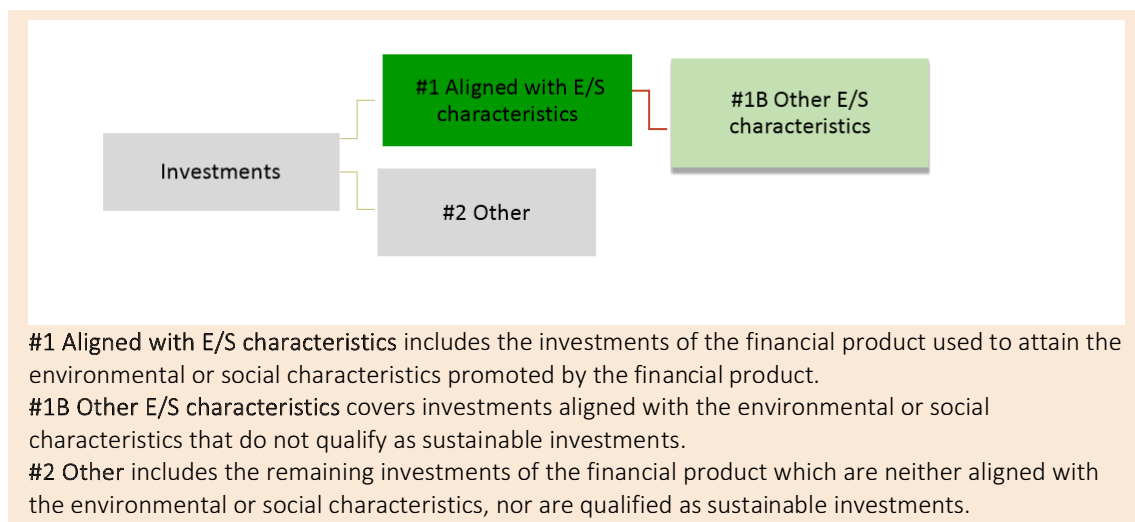 #1 Aligned with E/S
characteristics
#1B Other E/S
characteristics
Investments
#2 Other
#1 Aligned with E/S characteristics includes the investments of the financial product used to attain the
environmental or social characteristics promoted by the financial product.
#1B Other E/S characteristics covers investments aligned with the environmental or social
characteristics that do not qualify as sustainable investments.
#2 Other includes the remaining investments of the financial product which are neither aligned with
the environmental or social characteristics, nor are qualified as sustainable investments.